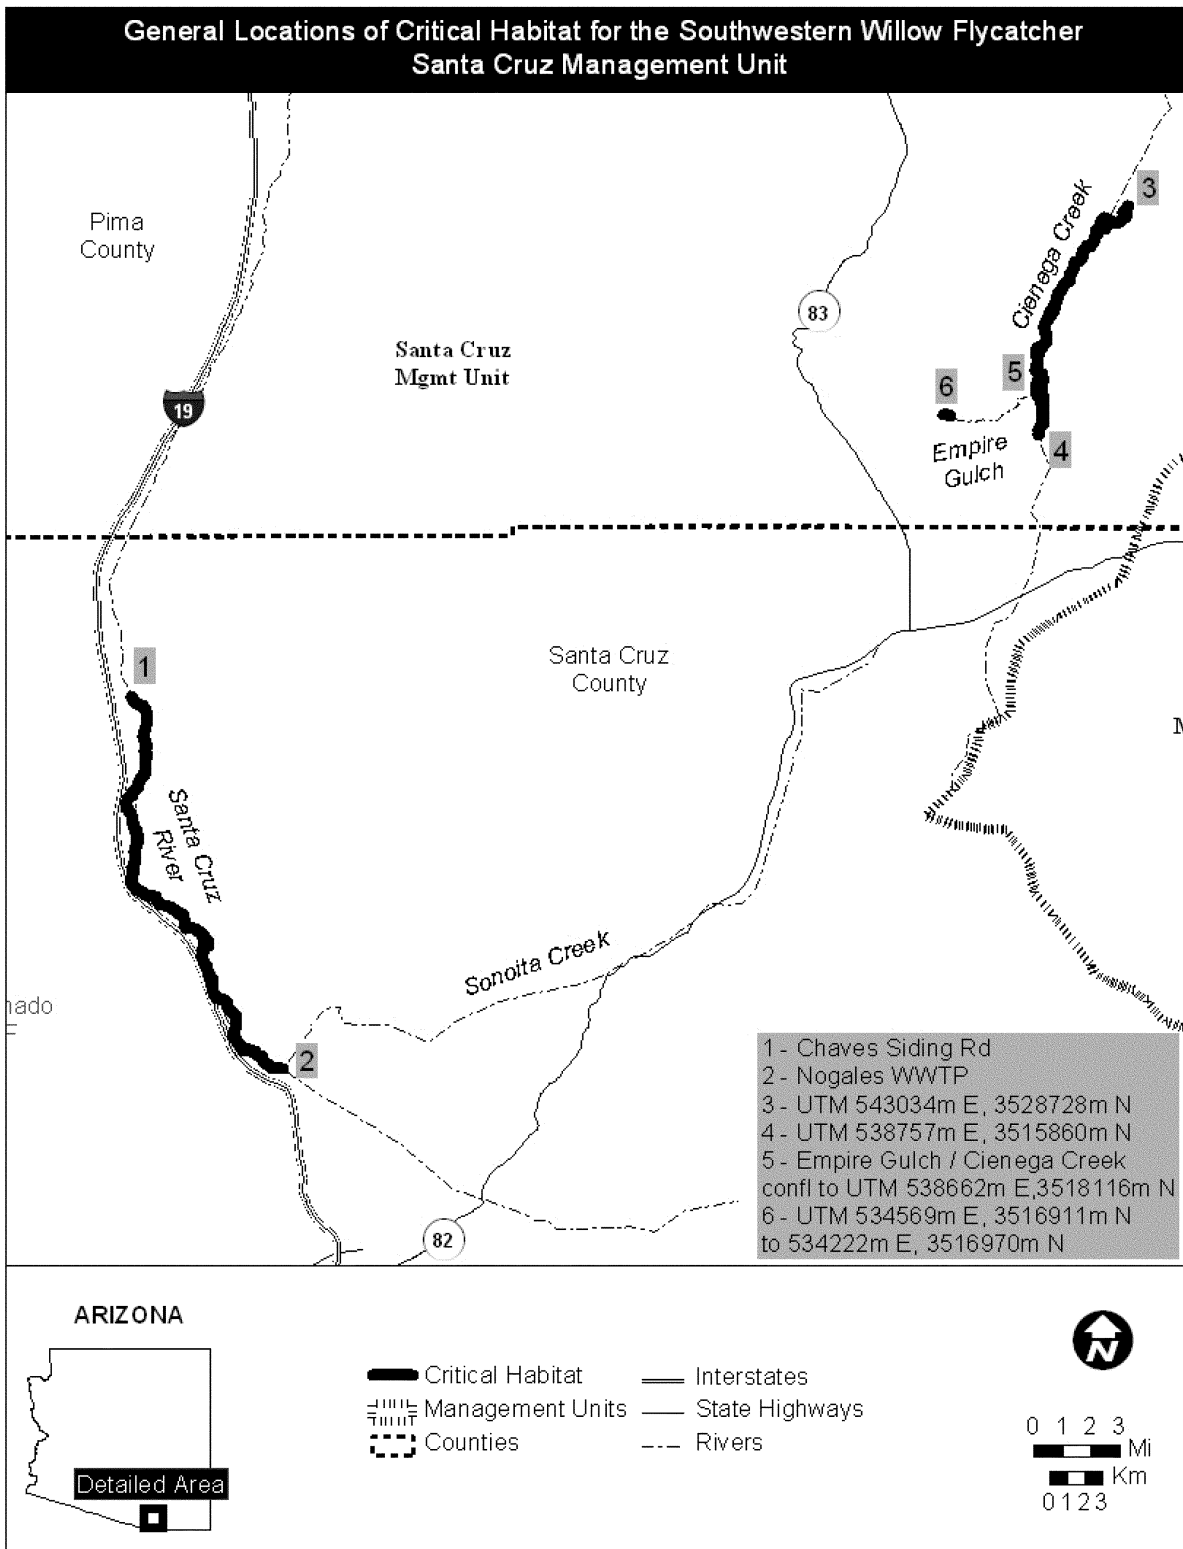 General Locations of Critical Habitat for the Southwestern Willow Flycatcher
Santa Cruz Management Unit
Pima
County
3
Cienega Creek
83
Santa Cruz
Mgmt Unit
19
5
6
Empire
Gulch
4
1
Santa Cruz
County
M
Santa Cruz
River
Sonoita Creek
nado
2
82
1 - Chaves Siding Rd
2 - Nogales WWTP
3 - UTM 543034m E, 3528728m N
4 - UTM 538757m E, 3515860m N
5 - Empire Gulch / Cienega Creek
confl to UTM 538662m E,3518116m N
6 - UTM 534569m E, 3516911m N
to 534222m E, 3516970m N
ARIZONA
Detailed Area
Critical Habitat
Management Units
Counties
Interstates
State Highways
Rivers
N
0 1 2 3
Mi
Km
0 1 2 3